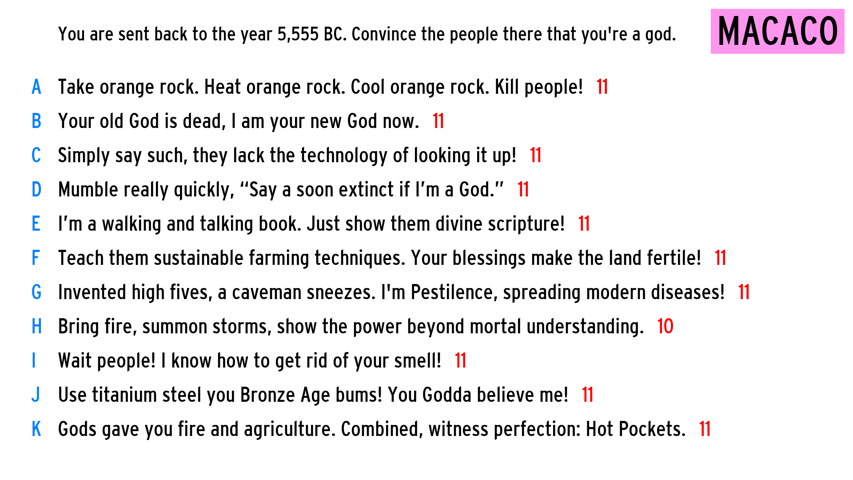 You are sent back to the year 5,555 BC. Convince the people there that you're a god.
MACACO
A Take orange rock. Heat orange rock. Cool orange rock. Kill people! 11
B Your old God is dead, I am your new God now. 11
C Simply say such, they lack the technology of looking it up! 11
D Mumble really quickly, “Say a soon extinct if I’m a God.” 11
E I’m a walking and talking book. Just show them divine scripture! 11
F Teach them sustainable farming techniques. Your blessings make the land fertile! 11
G Invented high fives, a caveman sneezes. I'm Pestilence, spreading modern diseases! 11
H Bring fire, summon storms, show the power beyond mortal understanding. 10
I Wait people! I know how to get rid of your smell! 11
J Use titanium steel you Bronze Age bums! You Godda believe me! 11
K Gods gave you fire and agriculture. Combined, witness perfection: Hot Pockets. 11